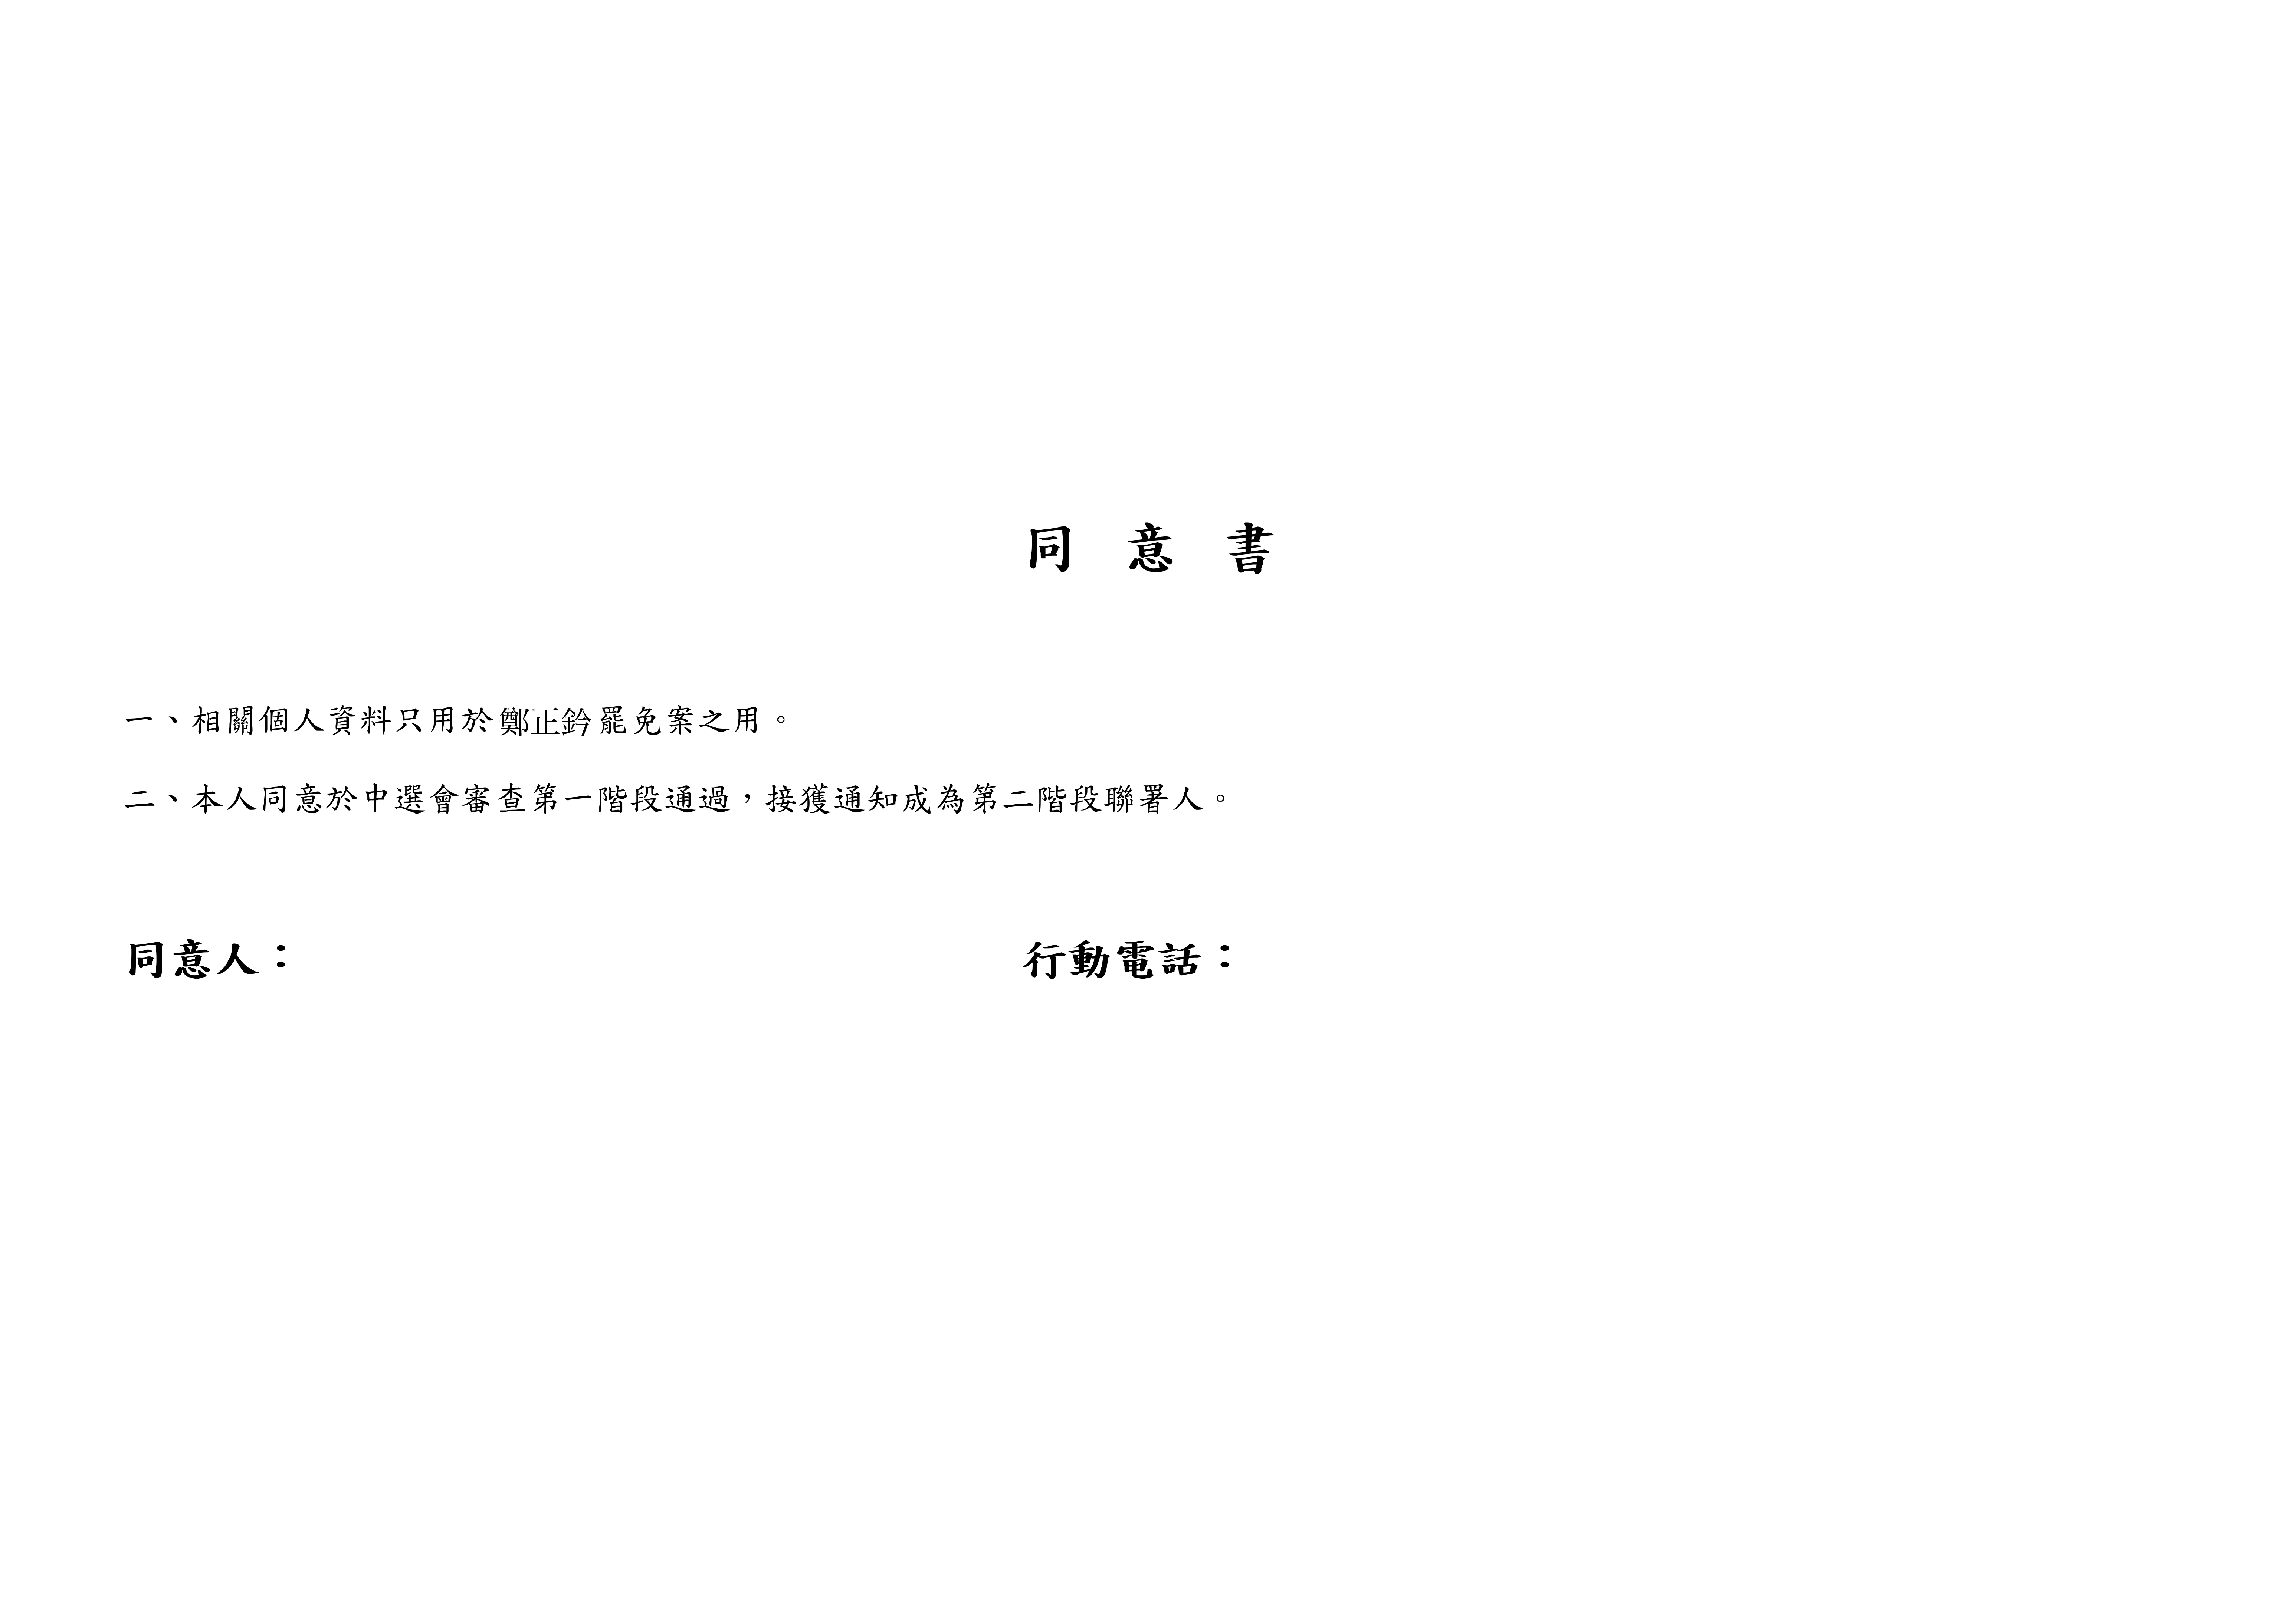 同意書
一、相關個人資料只用於鄭正鈐罷免案之用。
二、本人同意於中選會審查第一階段通過，接獲通知成為第二階段聯署人。
同意人： 行動電話：